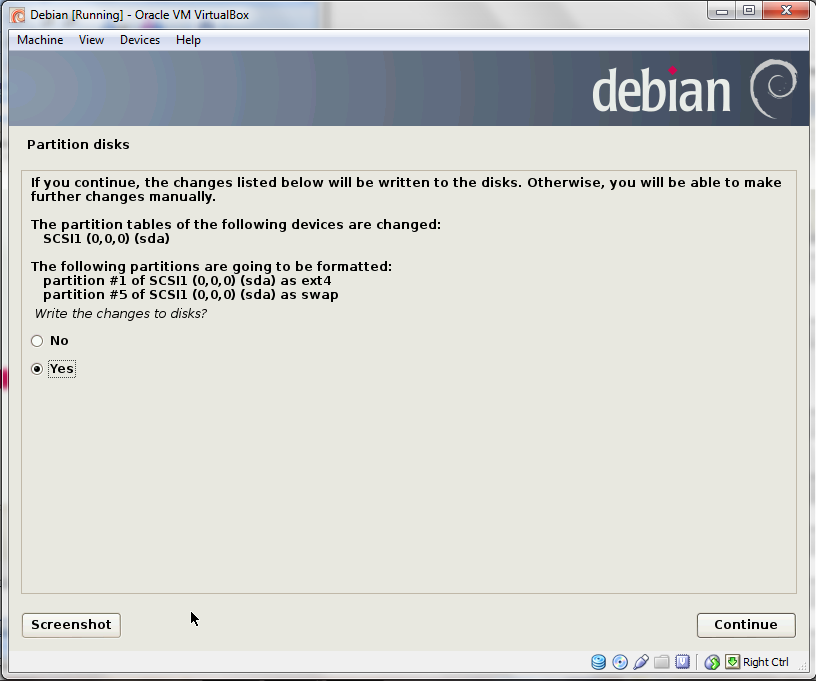 Debian [Running] - Oracle VM VirtualBox
Machine View Devices Help
debian
Partition disks
If you continue, the changes listed below will be written to the disks. Otherwise, you will be able to make
further changes manually.
The partition tables of the following devices are changed:
SCSI1 (0,0,0) (sda)
The following partitions are going to be formatted:
partition #1 of SCSI1 (0,0,0) (sda) as ext4
partition #5 of SCSI1 (0,0,0) (sda) as swap
Write the changes to disks?
No
Yes
Screenshot Continue
Right Ctrl